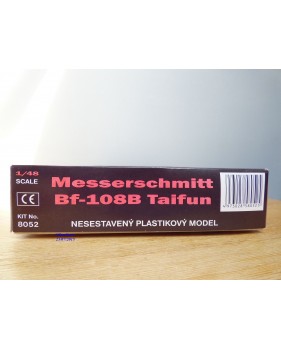 1/48
SCALE
CE
KIT No.
8052
Messerschmitt
Bf-108B Taifun
NESESTAVENÝ PLASTIKOVÝ MODEL